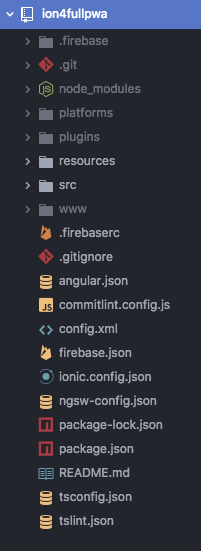 ion4fullpwa
.firebase
.git
node_modules
platforms
plugins
resources
src
www
.firebaserc
.gitignore
angular.json
commitlint.config.js
config.xml
firebase.json
ionic.config.json
ngsw-config.json
package-lock.json
package.json
README.md
tsconfig.json
tslint.json